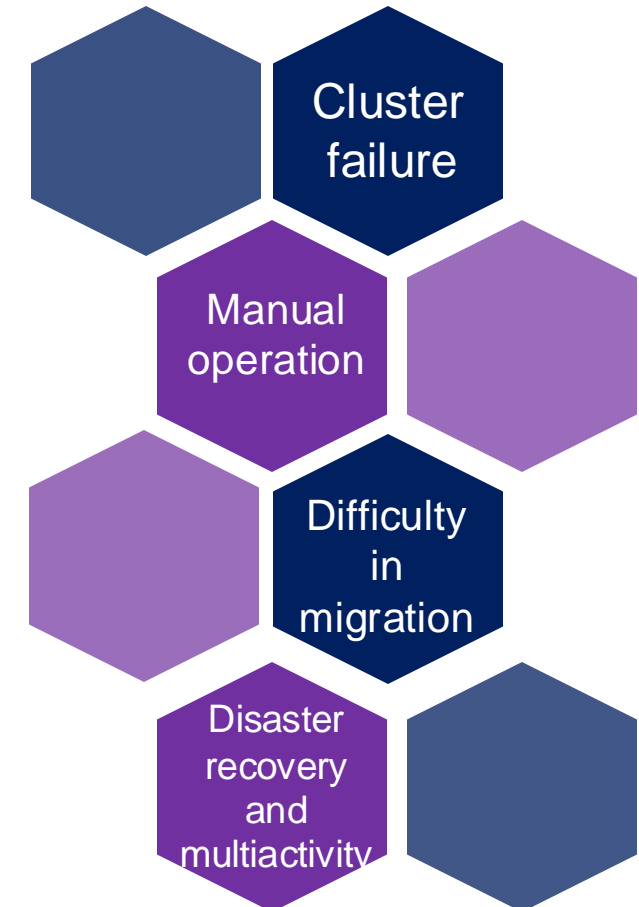 Cluster
failure
Manual
operation
Difficulty
in
migration
Disaster
recovery
and
multiactivity